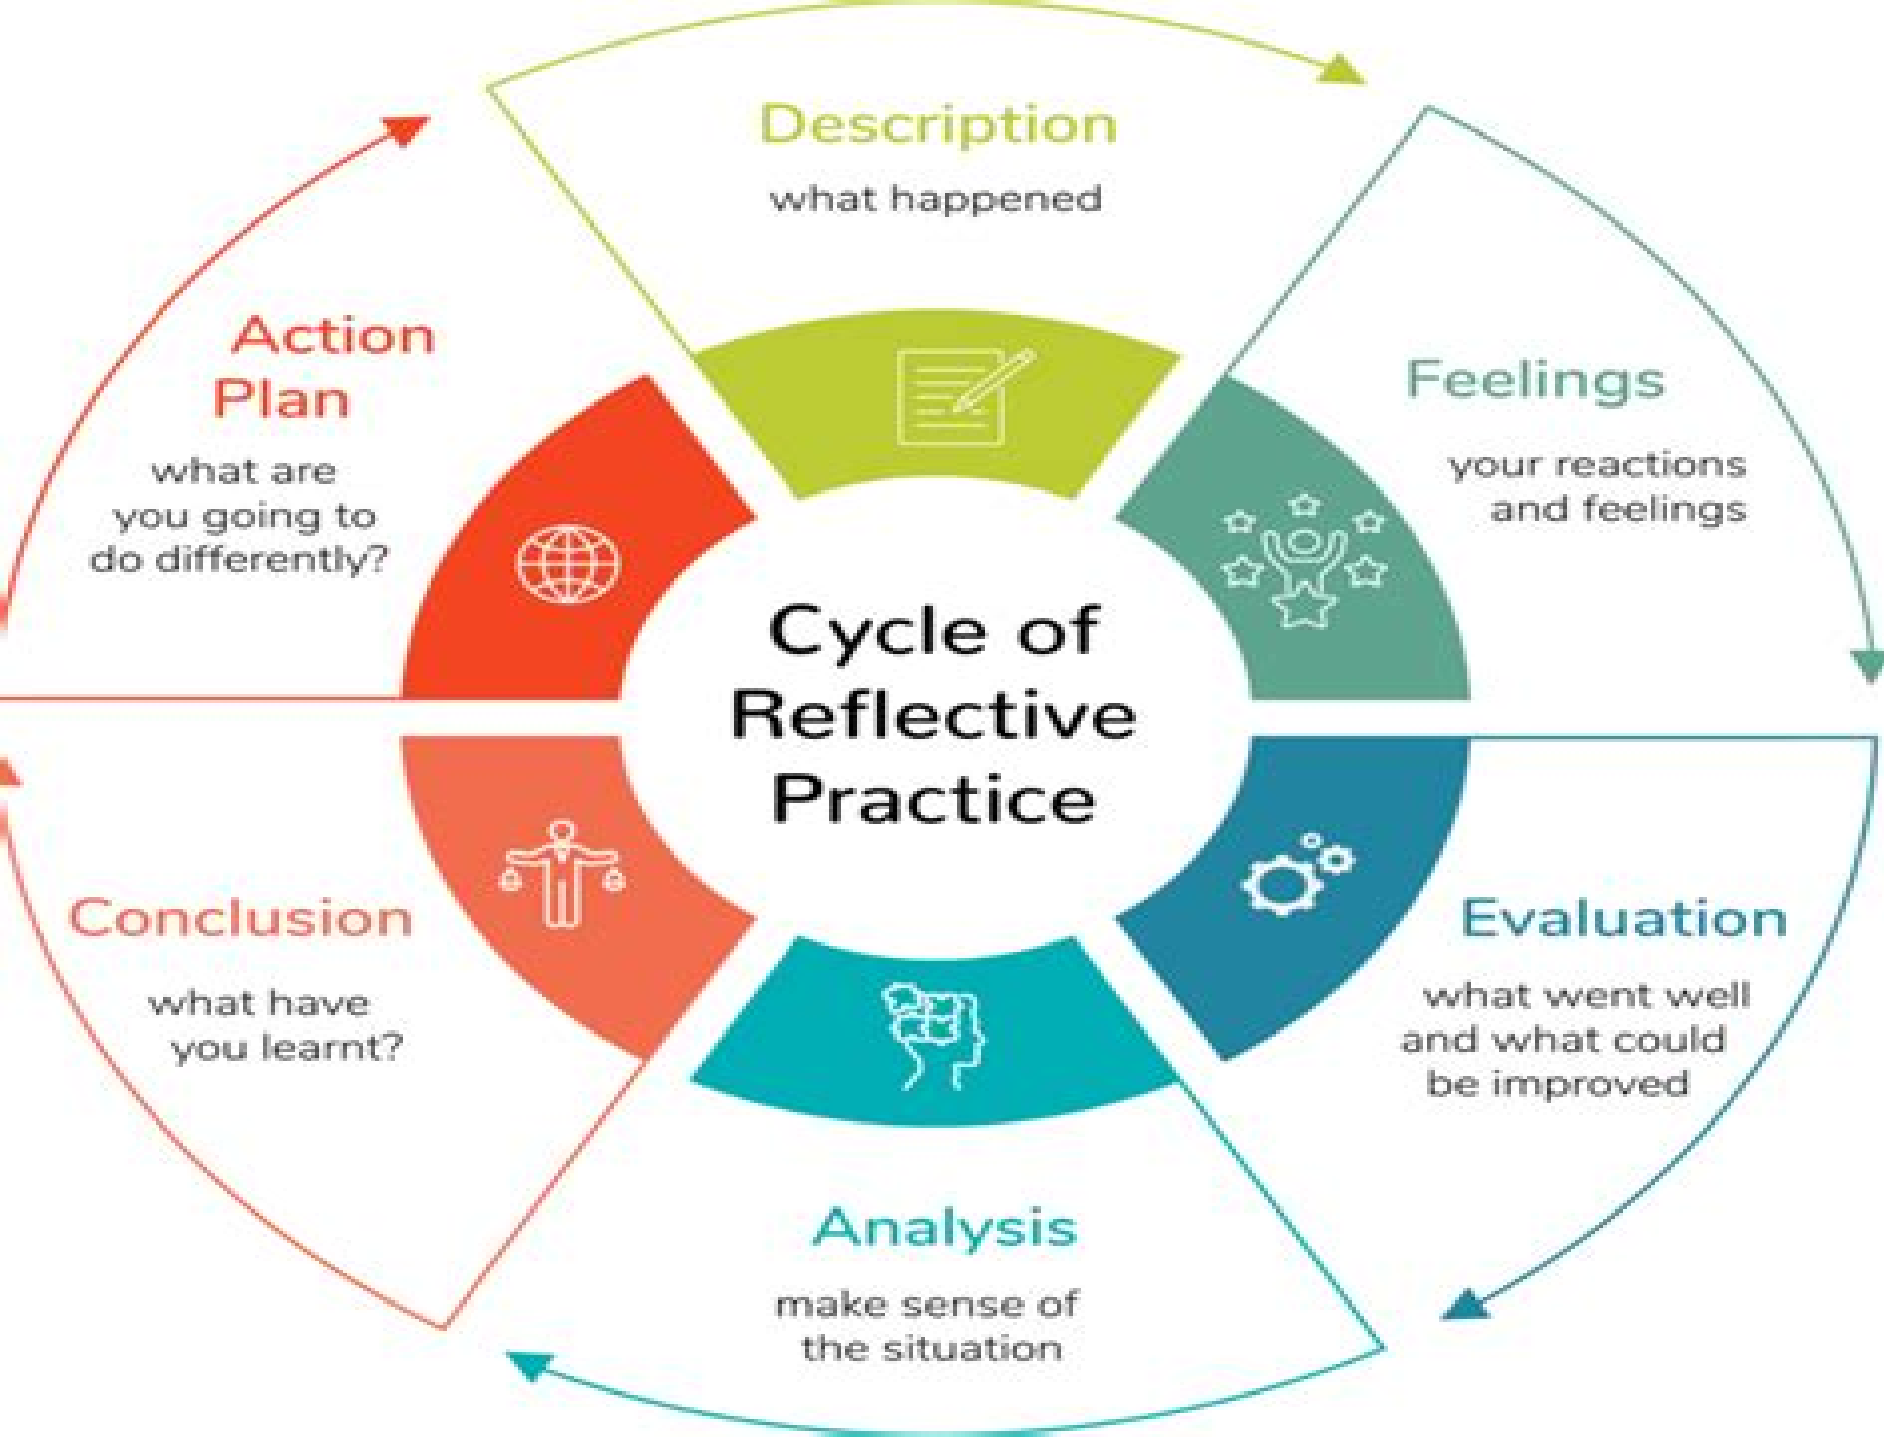 Description
what happened
Feelings
your reactions
and feelings
Evaluation
what went well
and what could
be improved
Analysis
make sense of
the situation
Conclusion
what have
you learnt?
Action
Plan
what are
you going to
do differently?
Cycle of
Reflective
Practice